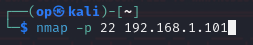 ┌──(op㉿kali)-[~]
└─$ nmap -p 22 192.168.1.101